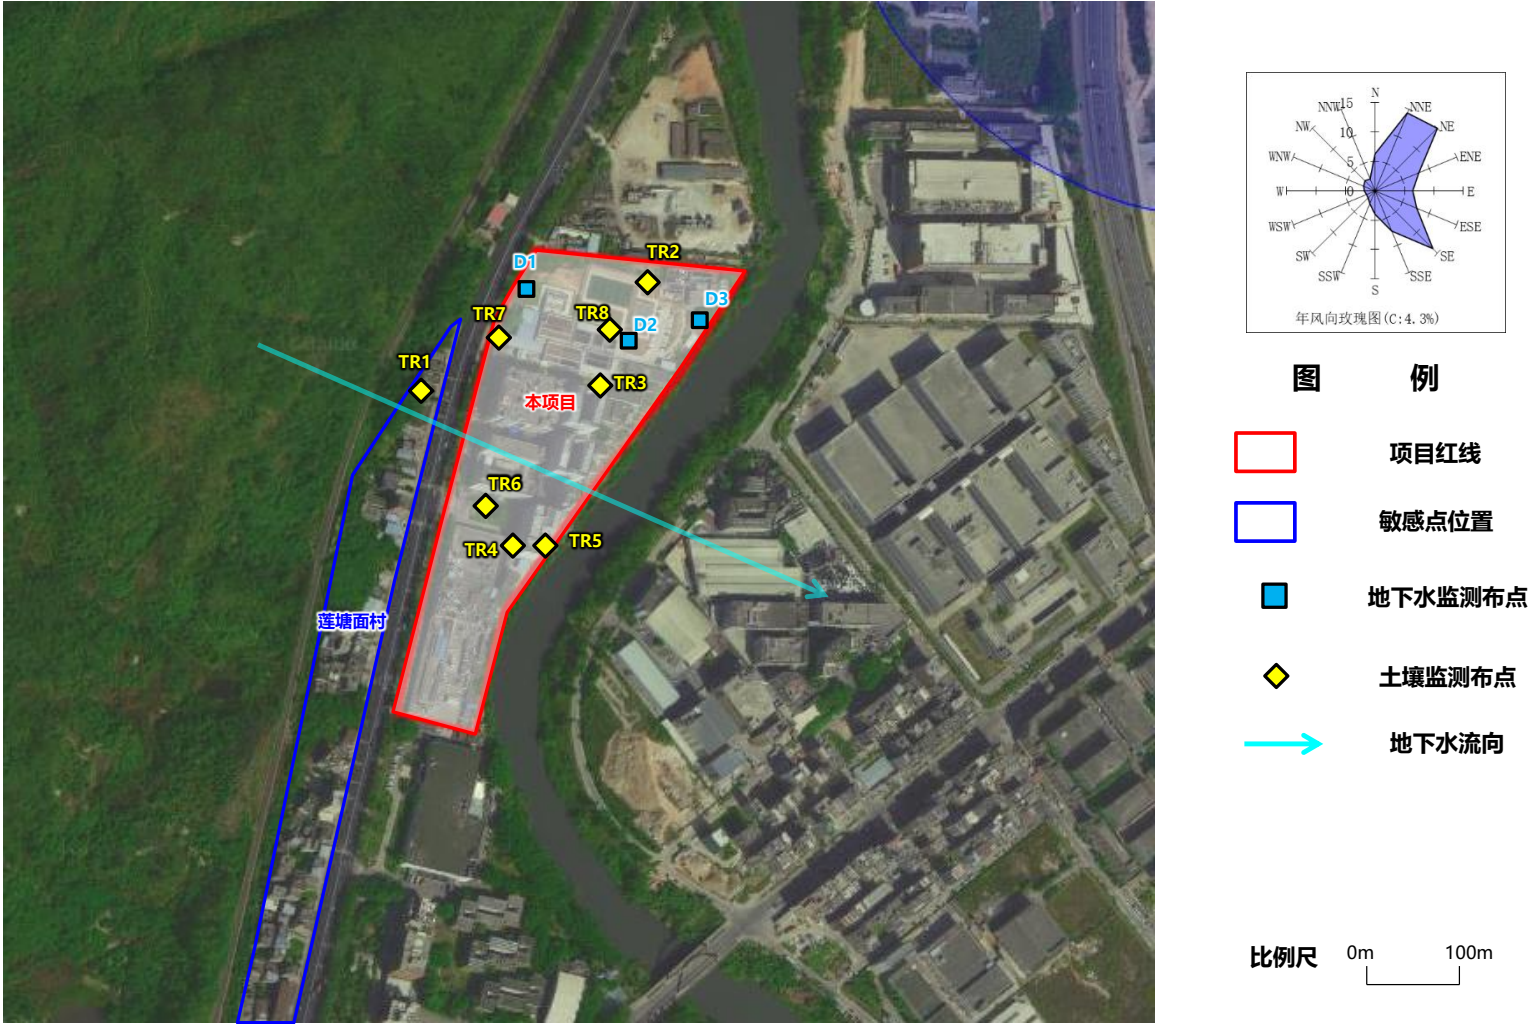 TR2
D1
D3
TR7
TR8
D2
TR1
TR3
本项目
TR6
TR4
TR5
莲塘面村
N
NNW
15
NNE
NW
10
NE
WNW
5
ENE
W
0
E
WSW
ESE
SW
SE
SSW
SSE
S
年风向玫瑰图(C:4.3%)
图 例
项目红线
敏感点位置
地下水监测布点
土壤监测布点
地下水流向
比例尺
0m
100m